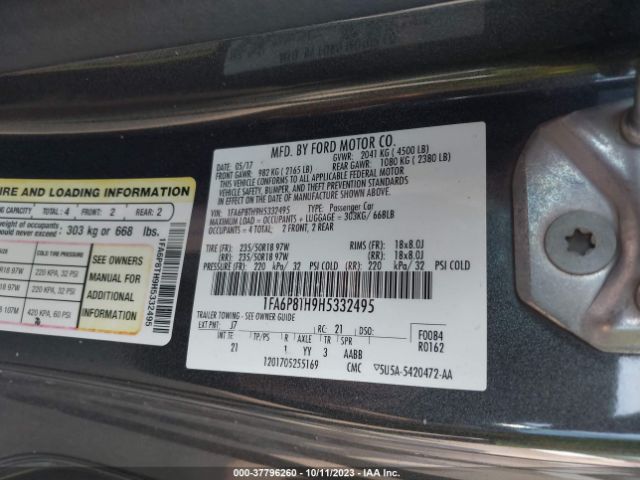 MFD. BY FORD MOTOR CO.
DATE: 05/17 GVWR: 2041 KG ( 4500 LB)
FRONT GAWR: 982 KG ( 2165 LB) REAR GAWR: 1080 KG ( 2380 LB)
THIS VEHICLE CONFORMS TO ALL APPLICABLE FEDERAL MOTOR
VEHICLE SAFETY, BUMPER, AND THEFT PREVENTION STANDARDS
IN EFFECT ON THE DATE OF MANUFACTURE SHOWN ABOVE.
VIN: 1FA6P8TH9H5332495 TYPE: Passenger Car
MAXIMUM LOAD = OCCUPANTS + LUGGAGE = 303KG/ 668LB
OCCUPANTS = 4 TOTAL: 2 FRONT, 2 REAR
TIRE (FR): 235/50R18 97W RIMS (FR): 18x8.0J
(RR): 235/50R18 97W (RR): 18x8.0J
PRESSURE (FR): 220 kPa/ 32 PSI COLD (RR): 220 kPa/ 32 PSI COLD
1FA6P8TH9H5332495
TRAILER TOWING - SEE OWNER GUIDE
EXT PNT: J7 RC: 21 DSO: F0084
INT TR TP/PS R AXLE TR SPR R0162
21 1 YY 3 AABB
1201705255169 CMC 5U5A-5420472-AA
IRE AND LOADING INFORMATION
NG CAPACITY TOTAL : 4 FRONT : 2 REAR : 2
weight of occupants : 303 kg or 668 lbs.
COLD TIRE PRESSURE
R18 97W 220 KPA, 32 PSI
18 97W 220 KPA, 32 PSI
107M 420 KPA, 60 PSI
SEE OWNERS
MANUAL FOR
ADDITIONAL
INFORMATION
1FA6P8TH9H5332495
000-37796260 - 10/11/2023 - IAA Inc.